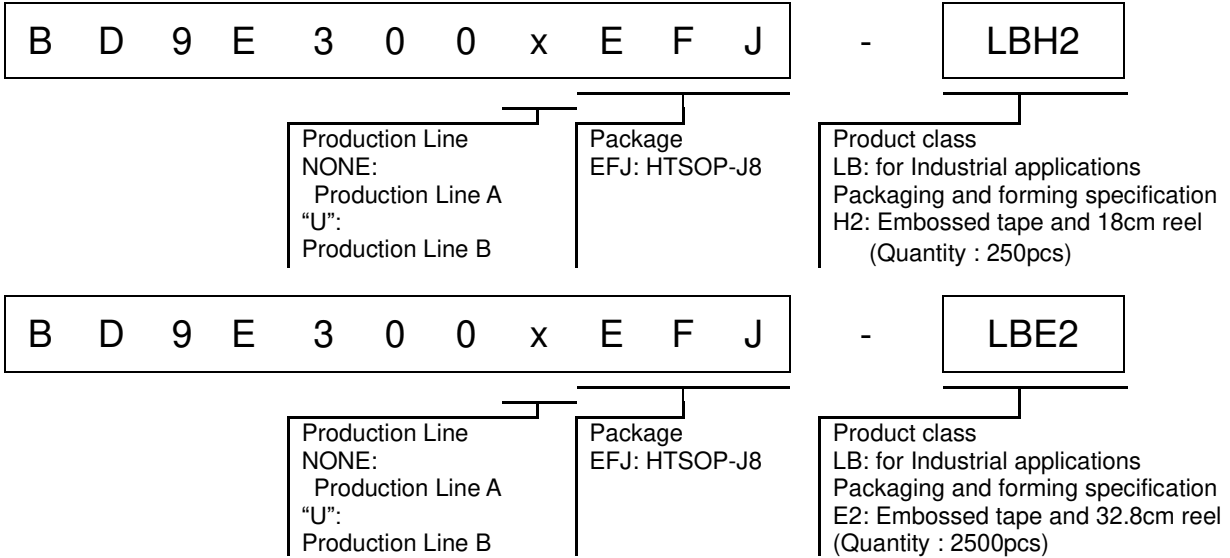 B D 9 E 3 0 0 x E F J - LBH2
Production Line
NONE:
Production Line A
“U”:
Production Line B
Package
EFJ: HTSOP-J8
Product class
LB: for Industrial applications
Packaging and forming specification
H2: Embossed tape and 18cm reel
(Quantity : 250pcs)
B D 9 E 3 0 0 x E F J - LBE2
Production Line
NONE:
Production Line A
“U”:
Production Line B
Package
EFJ: HTSOP-J8
Product class
LB: for Industrial applications
Packaging and forming specification
E2: Embossed tape and 32.8cm reel
(Quantity : 2500pcs)